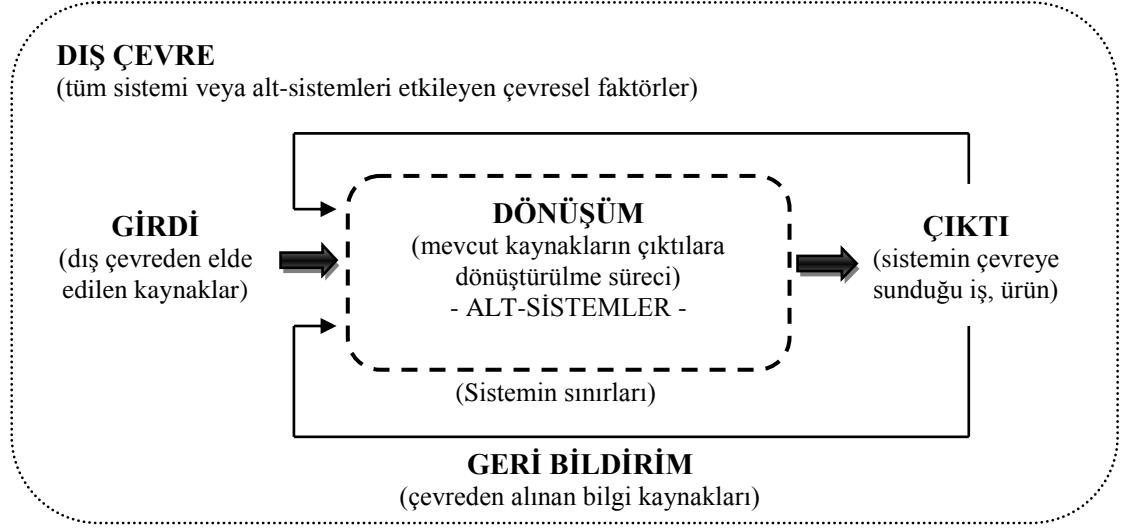 DIŞ ÇEVRE
(tüm sistemi veya alt-sistemleri etkileyen çevresel faktörler)
GİRDİ
(dış çevreden elde
edilen kaynaklar)
DÖNÜŞÜM
(mevcut kaynakların çıktılara
dönüştürülme süreci)
- ALT-SİSTEMLER -
ÇIKTI
(sistemin çevreye
sunduğu iş, ürün)
(Sistemin sınırları)
GERİ BİLDİRİM
(çevreden alınan bilgi kaynakları)